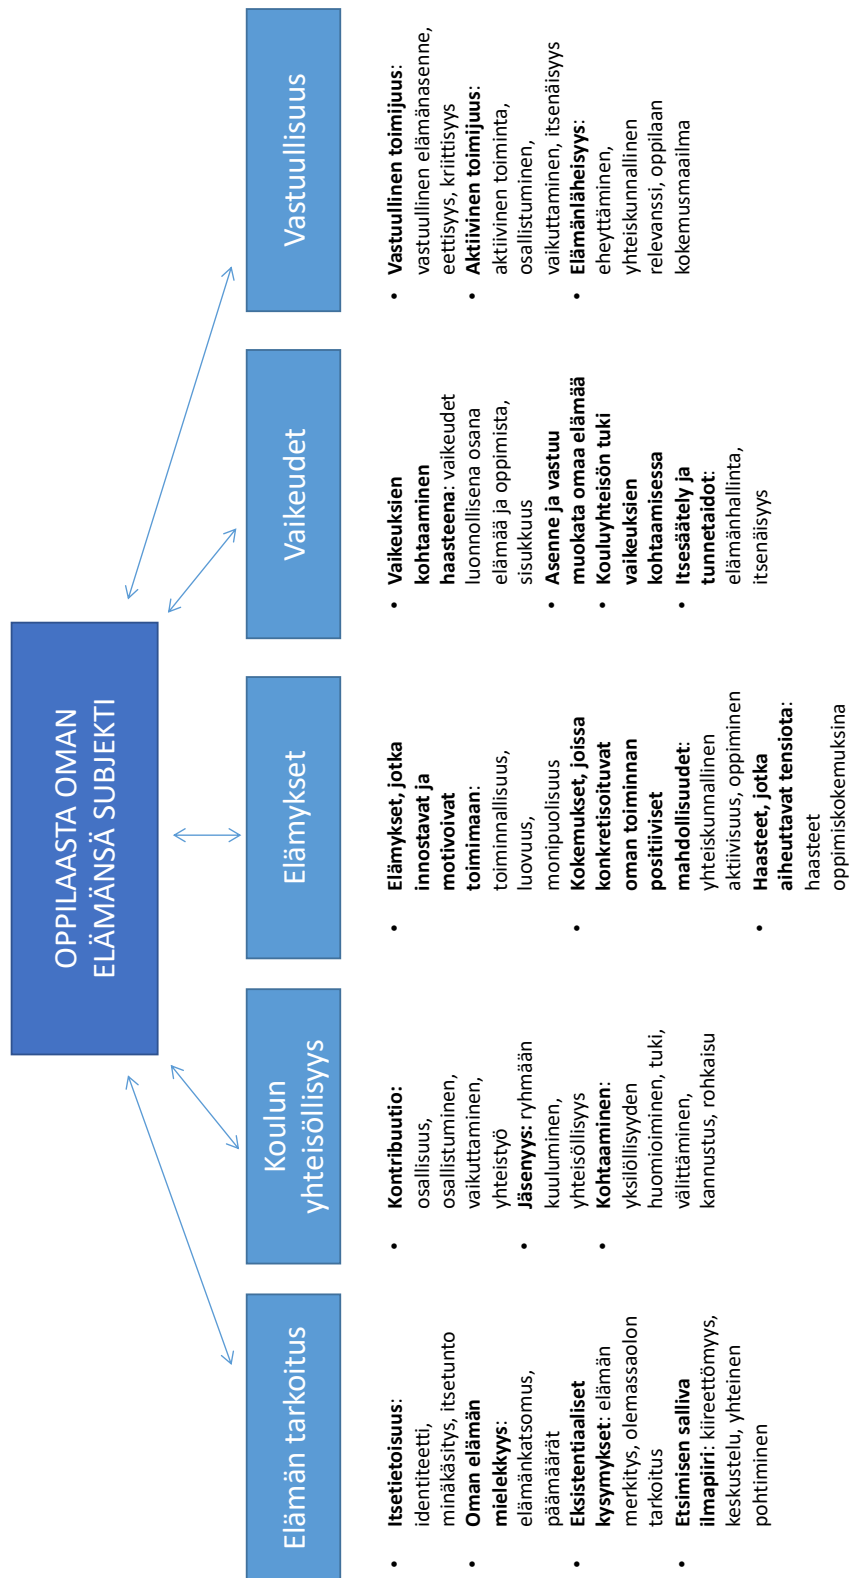 OPPILAASTA OMAN
ELÄMÄNSÄ SUBJEKTI
Elämän tarkoitus
• Itsetietoisuus:
identiteetti,
minäkäsitys, itsetunto
• Oman elämän
mielekkyys:
elämänkatsomus,
päämäärät
• Eksistentiaaliset
kysymykset: elämän
merkitys, olemassaolon
tarkoitus
• Etsimisen salliva
ilmapiiri: kiireettömyys,
keskustelu, yhteinen
pohtiminen
Koulun
yhteisöllisyys
• Kontribuutio:
osallisuus,
osallistuminen,
vaikuttaminen,
yhteistyö
• Jäsenyys: ryhmään
kuuluminen,
yhteisöllisyys
• Kohtaaminen:
yksilöllisyyden
huomioiminen, tuki,
välittäminen,
kannustus, rohkaisu
Elämykset
• Elämykset, jotka
innostavat ja
motivoivat
toimimaan:
toiminnallisuus,
luovuus,
monipuolisuus
• Kokemukset, joissa
konkretisoituvat
oman toiminnan
positiiviset
mahdollisuudet:
yhteiskunnallinen
aktiivisuus, oppiminen
• Haasteet, jotka
aiheuttavat tensiota:
haasteet
oppimiskokemuksina
Vaikeudet
• Vaikeuksien
kohtaaminen
haasteena: vaikeudet
luonnollisena osana
elämää ja oppimista,
sisukkuus
• Asenne ja vastuu
muokata omaa elämää
• Kouluyhteisön tuki
vaikeuksien
kohtaamisessa
• Itsesäätely ja
tunnetaidot:
elämänhallinta,
itsenäisyys
Vastuullisuus
• Vastuullinen toimijuus:
vastuullinen elämänasenne,
eettisyys, kriittisyys
• Aktiivinen toimijuus:
aktiivinen toiminta,
osallistuminen,
vaikuttaminen, itsenäisyys
• Elämänläheisyys:
eheyttäminen,
yhteiskunnallinen
relevanssi, oppilaan
kokemusmaailma